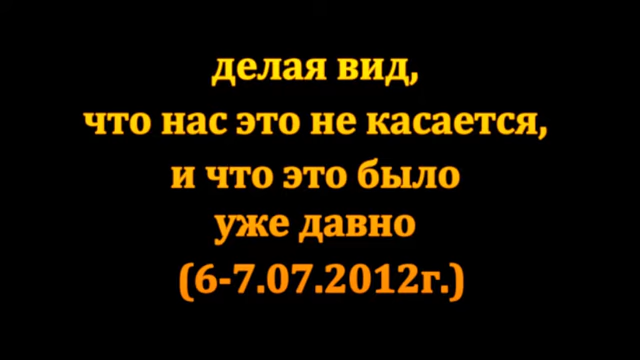 делая вид,
что нас это не касается,
и что это было
уже давно
(6-7.07.2012г.)